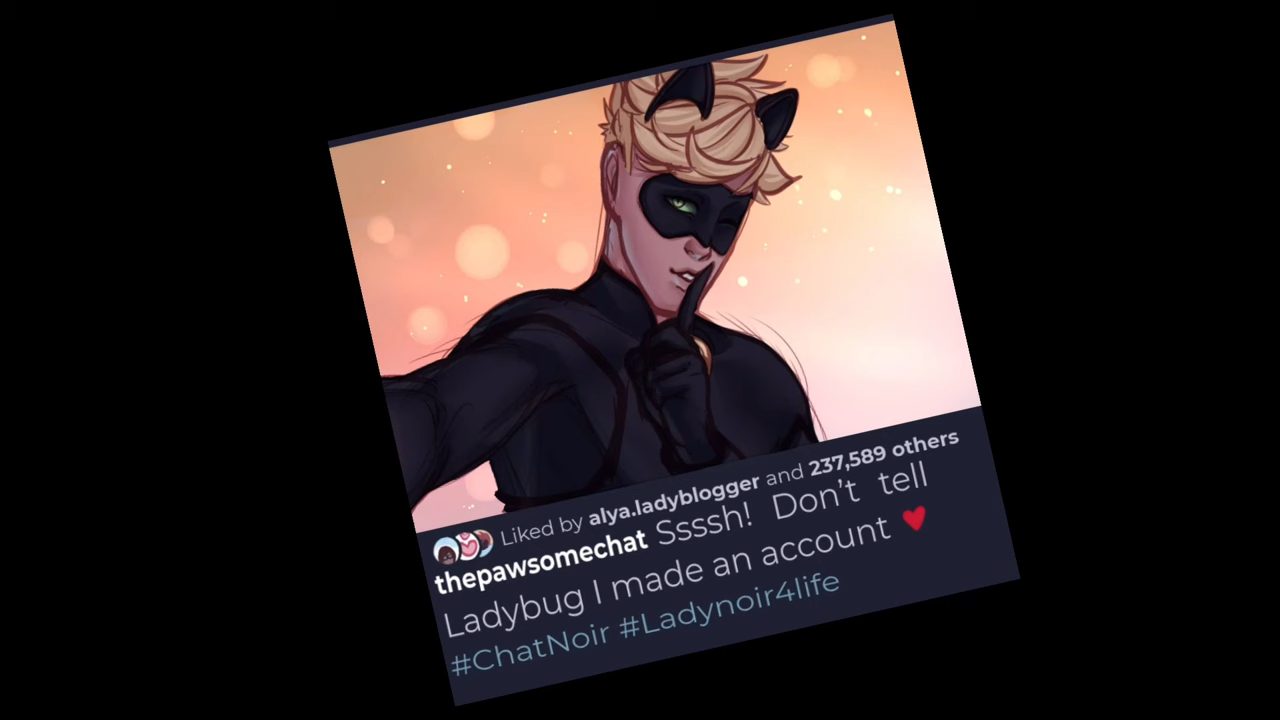 Liked by alya.ladyblogger and 237,589 others
thepawsomechat Ssssh! Don't tell
Ladybug I made an account ❤
#ChatNoir #Ladynoir4life